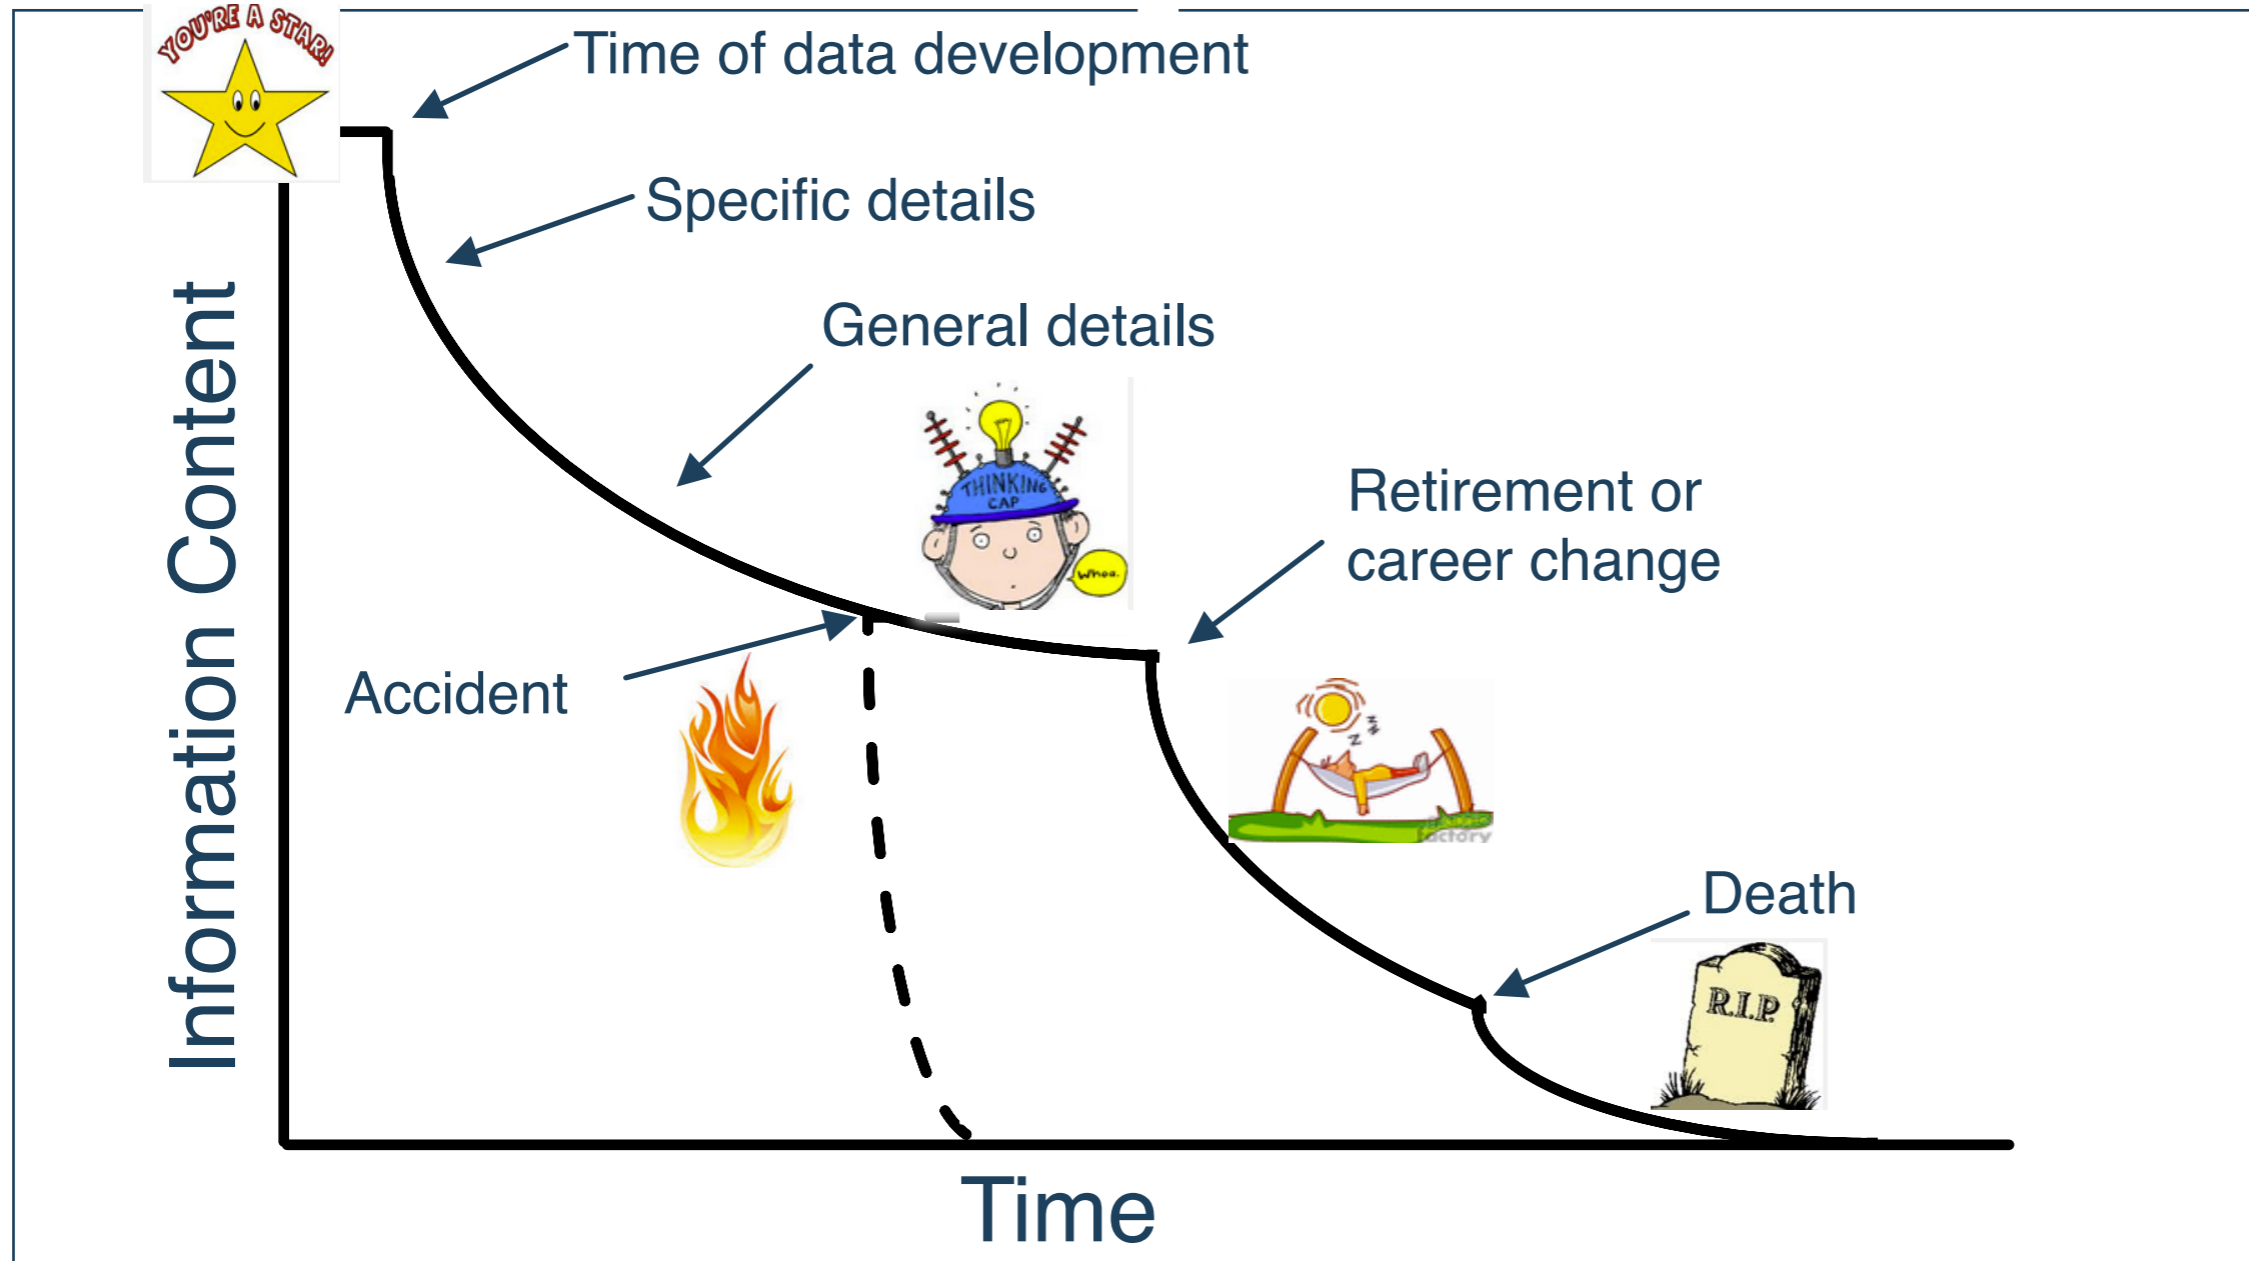 YOU'RE A STAR!
Time of data development
Specific details
General details
THINKING
CAP
Whoa.
Retirement or
career change
Accident
z
z
z
factory
Death
R.I.P.
Information Content
Time